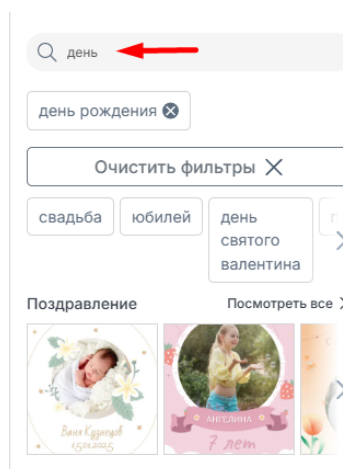 день
день рождения
Очистить фильтры
свадьба
юбилей
день
святого
валентина
Поздравление
Посмотреть все
Ваня Кузнецов
15.01.2025
АНГЕЛИНА
7 лет